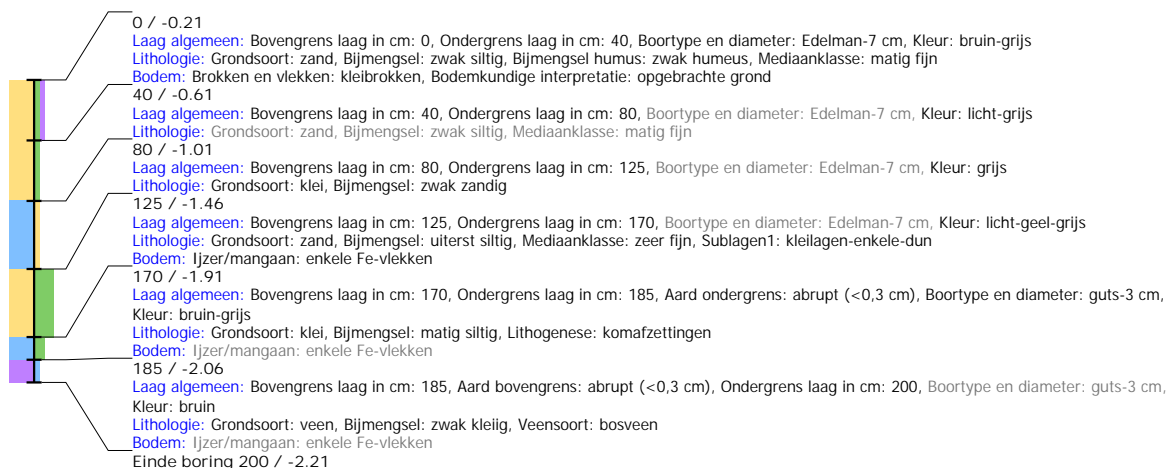 0 / -0.21
Laag algemeen: Bovengrens laag in cm: 0, Ondergrens laag in cm: 40, Boortype en diameter: Edelman-7 cm, Kleur: bruin-grijs
Lithologie: Grondsoort: zand, Bijmengsel: zwak siltig, Bijmengsel humus: zwak humeus, Mediaanklasse: matig fijn
Bodem: Brokken en vlekken: kleibrokken, Bodemkundige interpretatie: opgebrachte grond
40 / -0.61
Laag algemeen: Bovengrens laag in cm: 40, Ondergrens laag in cm: 80, Boortype en diameter: Edelman-7 cm, Kleur: licht-grijs
Lithologie: Grondsoort: zand, Bijmengsel: zwak siltig, Mediaanklasse: matig fijn
80 / -1.01
Laag algemeen: Bovengrens laag in cm: 80, Ondergrens laag in cm: 125, Boortype en diameter: Edelman-7 cm, Kleur: grijs
Lithologie: Grondsoort: klei, Bijmengsel: zwak zandig
125 / -1.46
Laag algemeen: Bovengrens laag in cm: 125, Ondergrens laag in cm: 170, Boortype en diameter: Edelman-7 cm, Kleur: licht-geel-grijs
Lithologie: Grondsoort: zand, Bijmengsel: uiterst siltig, Mediaanklasse: zeer fijn, Sublagen1: kleilagen-enkele-dun
Bodem: Ijzer/mangaan: enkele Fe-vlekken
170 / -1.91
Laag algemeen: Bovengrens laag in cm: 170, Ondergrens laag in cm: 185, Aard ondergrens: abrupt (<0,3 cm), Boortype en diameter: guts-3 cm,
Kleur: bruin-grijs
Lithologie: Grondsoort: klei, Bijmengsel: matig siltig, Lithogenese: komafzettingen
Bodem: Ijzer/mangaan: enkele Fe-vlekken
185 / -2.06
Laag algemeen: Bovengrens laag in cm: 185, Aard bovengrens: abrupt (<0,3 cm), Ondergrens laag in cm: 200, Boortype en diameter: guts-3 cm,
Kleur: bruin
Lithologie: Grondsoort: veen, Bijmengsel: zwak kleiig, Veensoort: bosveen
Bodem: Ijzer/mangaan: enkele Fe-vlekken
Einde boring 200 / -2.21